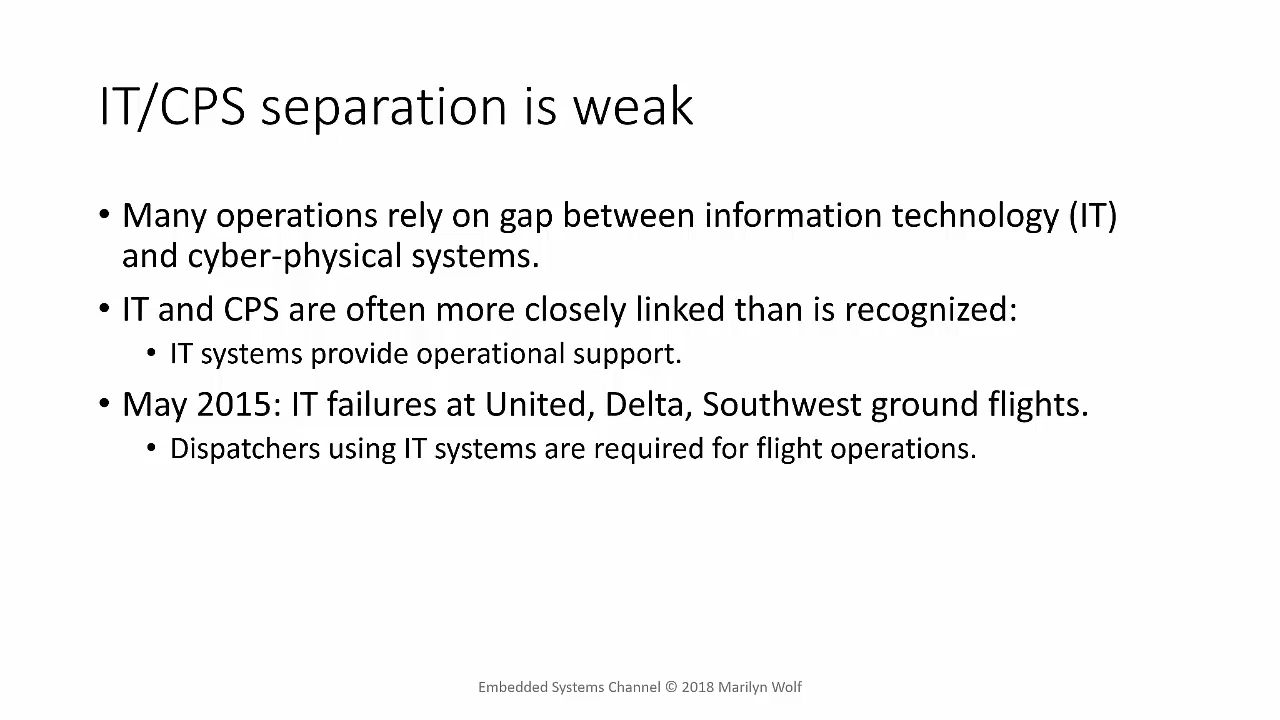 IT/CPS separation is weak
• Many operations rely on gap between information technology (IT)
and cyber-physical systems.
• IT and CPS are often more closely linked than is recognized:
• IT systems provide operational support.
• May 2015: IT failures at United, Delta, Southwest ground flights.
• Dispatchers using IT systems are required for flight operations.
Embedded Systems Channel © 2018 Marilyn Wolf